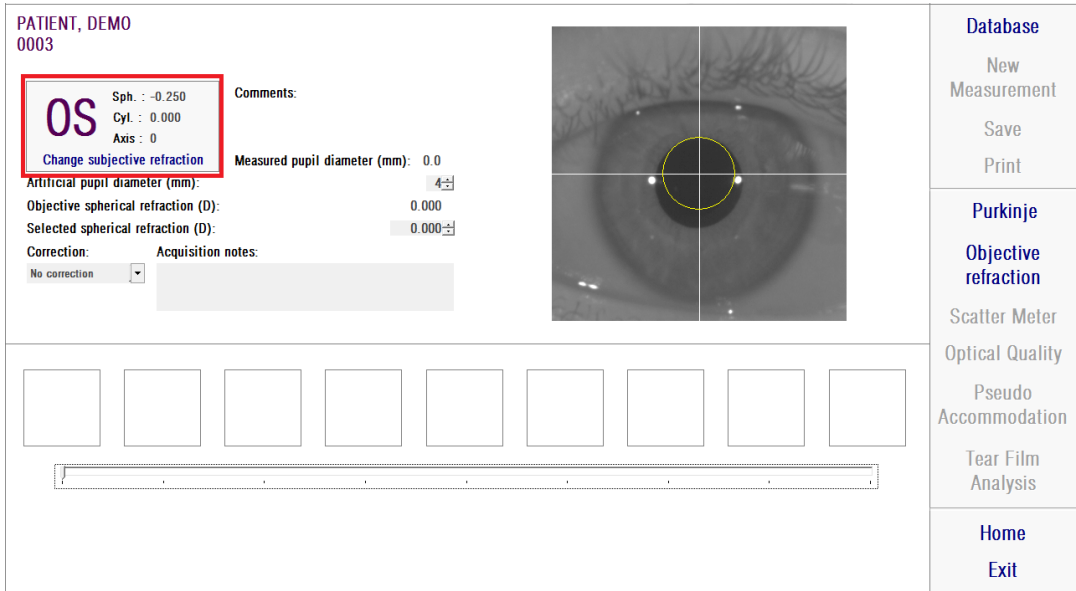 PATIENT, DEMO
0003
OS
Sph. : -0.250
Cyl. : 0.000
Axis : 0
Change subjective refraction
Comments:
Measured pupil diameter (mm): 0.0
Artificial pupil diameter (mm): 4
Objective spherical refraction (D): 0.000
Selected spherical refraction (D): 0.000
Correction:
No correction
Acquisition notes:
Database
New
Measurement
Save
Print
Purkinje
Objective
refraction
Scatter Meter
Optical Quality
Pseudo
Accommodation
Tear Film
Analysis
Home
Exit